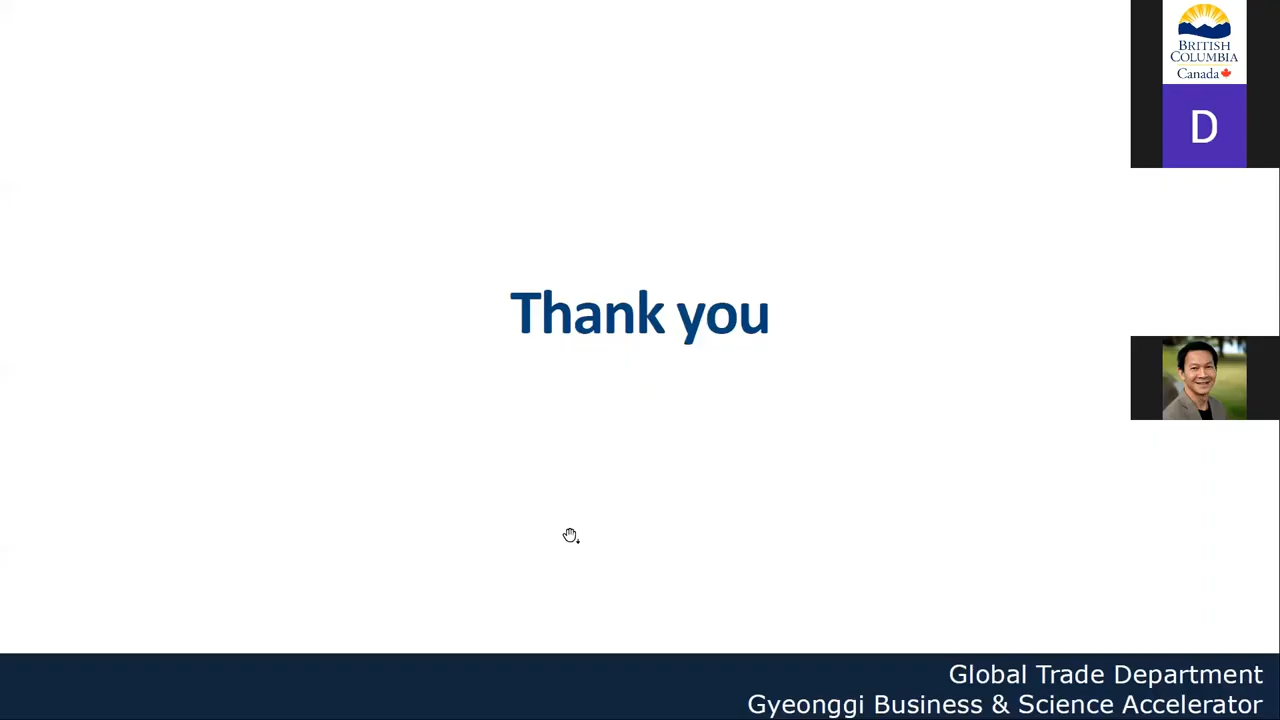 BRITISH
COLUMBIA
Canada
D
Thank you
Global Trade Department
Gyeonggi Business & Science Accelerator